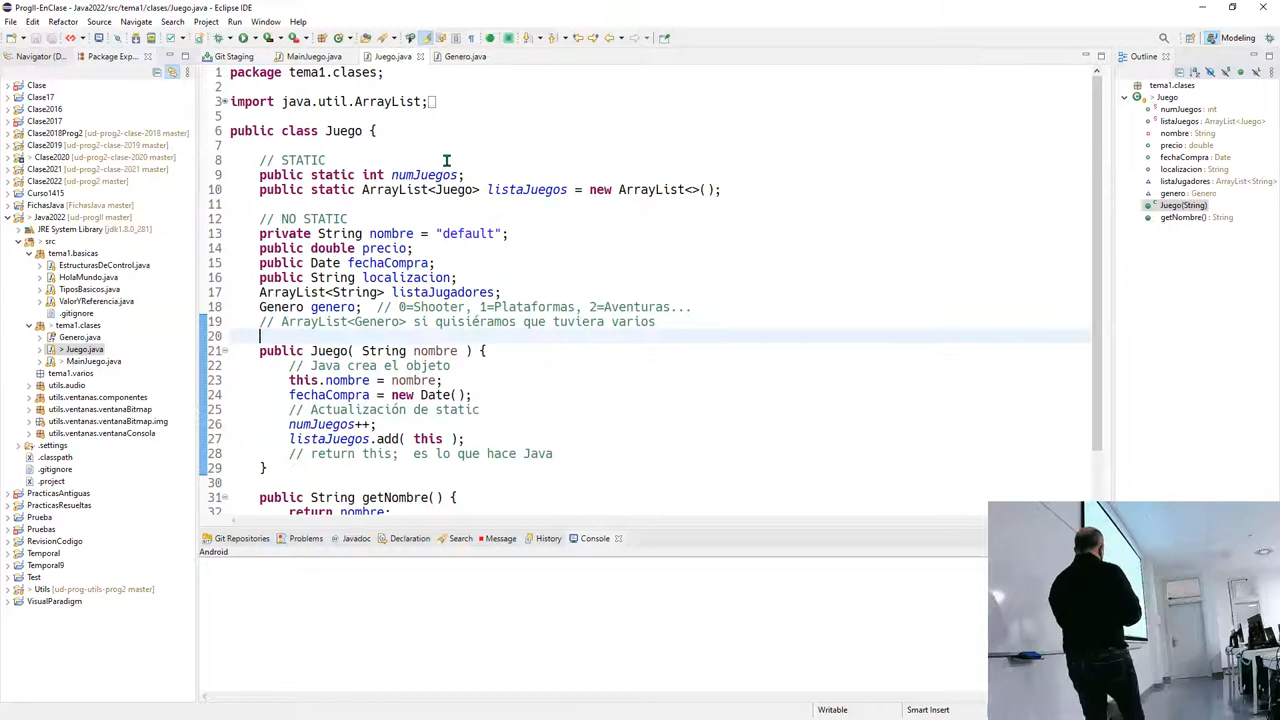 ProgII-EnClase - Java2022/src/tema1/clases/Juego.java - Eclipse IDE
File Edit Refactor Source Navigate Search Project Run Window Help
Modeling
Navigator (D... Package Exp...
Git Staging MainJuego.java Juego.java Genero.java
Outline
Clase
Clase17
Clase2016
Clase2017
Clase2018Prog2 [ud-prog2-clase-2018 master]
Clase2019 [ud-prog2-clase-2019 master]
> Clase2020 [ud-prog2-clase-2020 master]
Clase2021 [ud-prog2-clase-2021 master]
Clase2022 [ud-prog2 master]
Curso1415
FichasJava [ud-progII master]
Java2022 [ud-progII master]
JRE System Library [jdk1.8.0_281]
> src
tema1.basicas
EstructurasDeControl.java
HolaMundo.java
TiposBasicos.java
ValorYReferencia.java
.gitignore
> tema1.clases
Genero.java
> Juego.java
> MainJuego.java
tema1.varios
utils.audio
utils.ventanas.componentes
utils.ventanas.ventanaBitmap
utils.ventanas.ventanaBitmap.img
utils.ventanas.ventanaConsola
.settings
.classpath
.gitignore
.project
PracticasAntiguas
PracticasResueltas
Prueba
Pruebas
RevisionCodigo
Temporal
Temporal9
Test
> Utils [ud-prog-utils-prog2 master]
VisualParadigm
1 package tema1.clases;
2
3 import java.util.ArrayList;
5
6 public class Juego {
7
8 // STATIC
9 public static int numJuegos;
10 public static ArrayList<Juego> listaJuegos = new ArrayList<>();
11
12 // NO STATIC
13 private String nombre = "default";
14 public double precio;
15 public Date fechaCompra;
16 public String localizacion;
17 ArrayList<String> listaJugadores;
18 Genero genero; // 0=Shooter, 1=Plataformas, 2=Aventuras...
19 // ArrayList<Genero> si quisiéramos que tuviera varios
20
21 public Juego( String nombre ) {
22 // Java crea el objeto
23 this.nombre = nombre;
24 fechaCompra = new Date();
25 // Actualización de static
26 numJuegos++;
27 listaJuegos.add( this );
28 // return this; es lo que hace Java
29 }
30
31 public String getNombre() {
32 return nombre;
tema1.clases
> Juego
numJuegos : int
listaJuegos : ArrayList<Juego>
nombre : String
precio : double
fechaCompra : Date
localizacion : String
listaJugadores : ArrayList<String>
genero : Genero
Juego(String)
getNombre() : String
Git Repositories Problems Javadoc Declaration Search Message History Console
Android
Writable Smart Insert